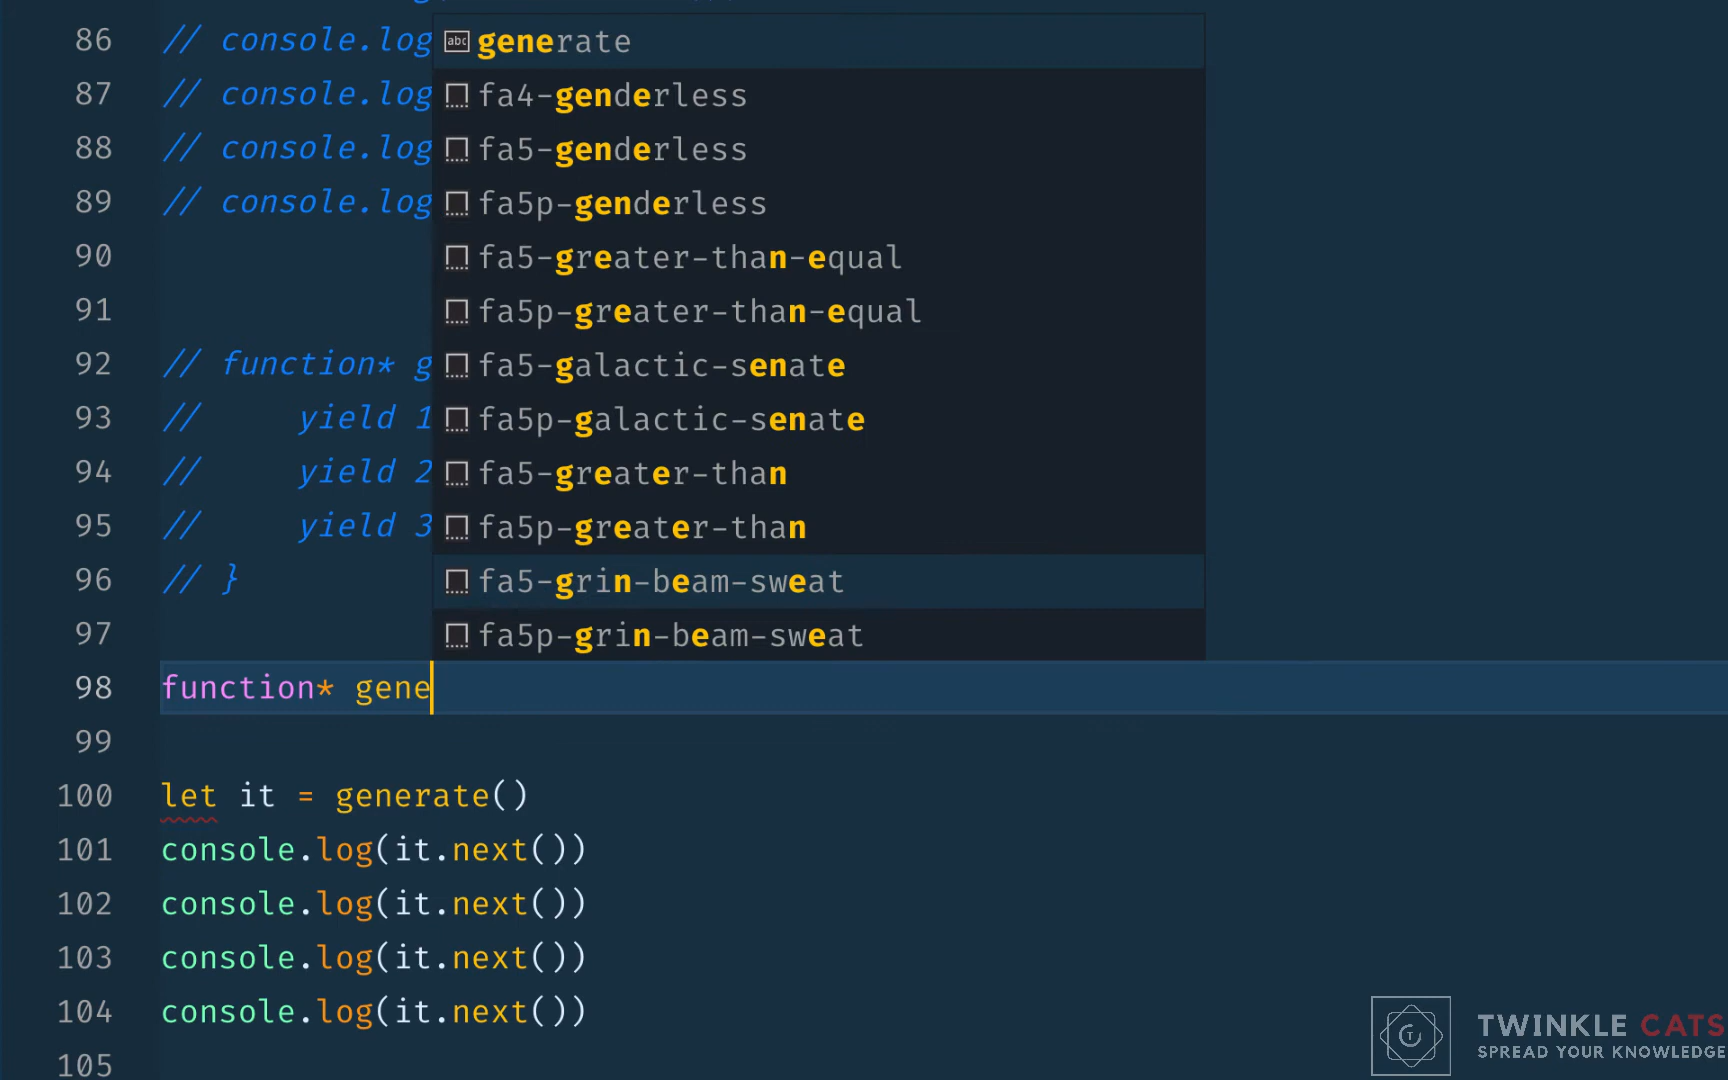 86 // console.log
87 // console.log
88 // console.log
89 // console.log
90
91
92 // function* g
93 // yield 1
94 // yield 2
95 // yield 3
96 // }
97
abc generate
fa4-genderless
fa5-genderless
fa5p-genderless
fa5-greater-than-equal
fa5p-greater-than-equal
fa5-galactic-senate
fa5p-galactic-senate
fa5-greater-than
fa5p-greater-than
fa5-grin-beam-sweat
fa5p-grin-beam-sweat
98 function* gene
99
100 let it = generate()
101 console.log(it.next())
102 console.log(it.next())
103 console.log(it.next())
104 console.log(it.next())
105
TWINKLE CATS
SPREAD YOUR KNOWLEDGE